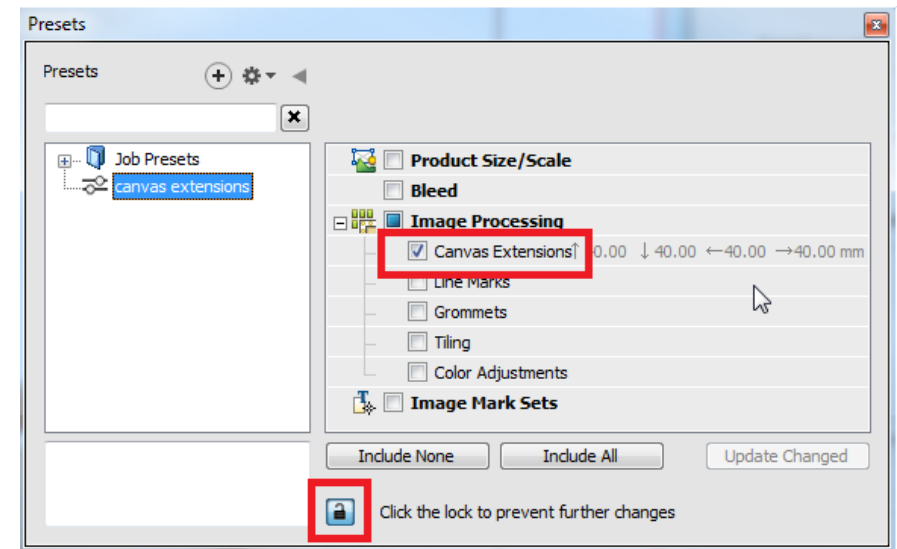 Presets
Presets
Job Presets
canvas extensions
Product Size/Scale
Bleed
Image Processing
Canvas Extensions↑ 0.00 ↓ 40.00 ←40.00 →40.00 mm
Line Marks
Grommets
Tiling
Color Adjustments
Image Mark Sets
Include None Include All Update Changed
Click the lock to prevent further changes